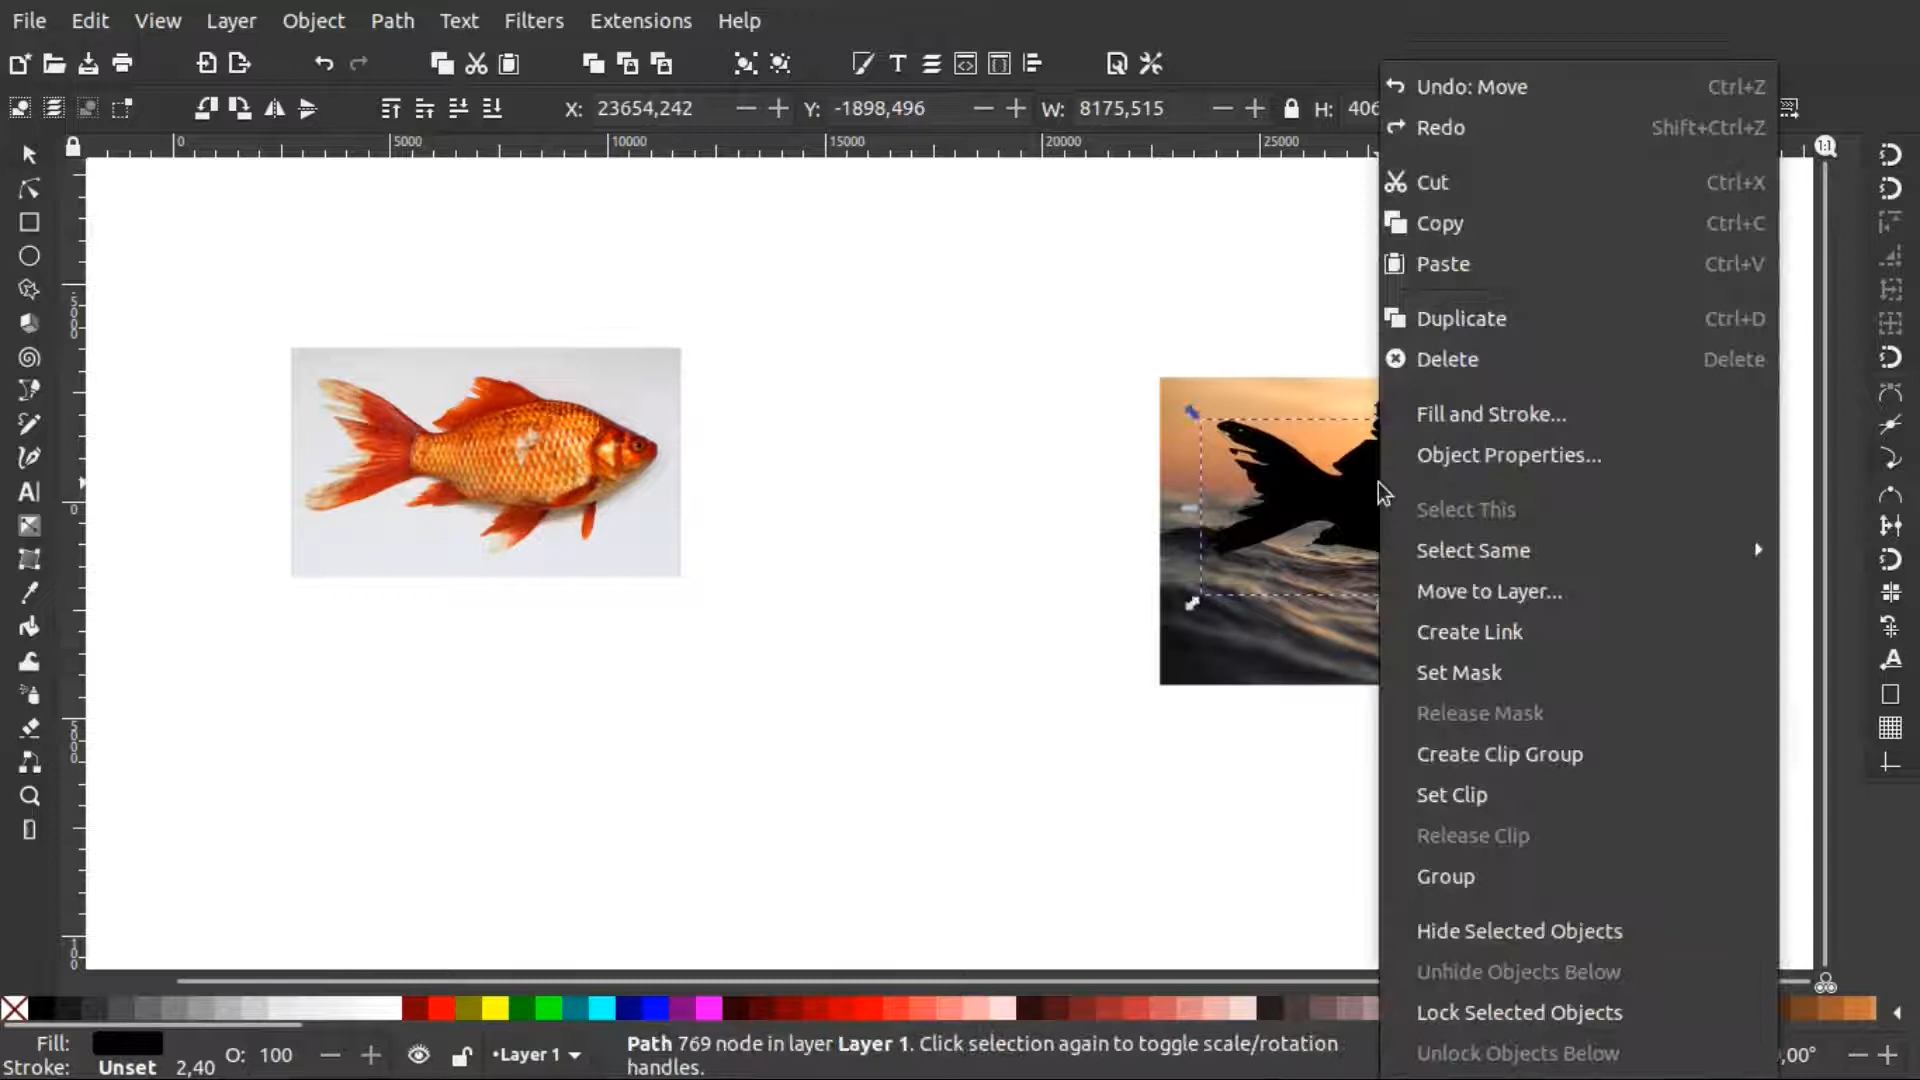 File Edit View Layer Object Path Text Filters Extensions Help
X: 23654,242 Y: -1898,496 W: 8175,515 H: 406
0 5000 10000 15000 20000 25000
1:1
Undo: Move Ctrl+Z
Redo Shift+Ctrl+Z
Cut Ctrl+X
Copy Ctrl+C
Paste Ctrl+V
Duplicate Ctrl+D
Delete Delete
Fill and Stroke...
Object Properties...
Select This
Select Same
Move to Layer...
Create Link
Set Mask
Release Mask
Create Clip Group
Set Clip
Release Clip
Group
Hide Selected Objects
Unhide Objects Below
Lock Selected Objects
Unlock Objects Below
5000
0
5000
Fill:
Stroke: Unset 2,40
O: 100
•Layer 1
Path 769 node in layer Layer 1. Click selection again to toggle scale/rotation
handles.
,00°